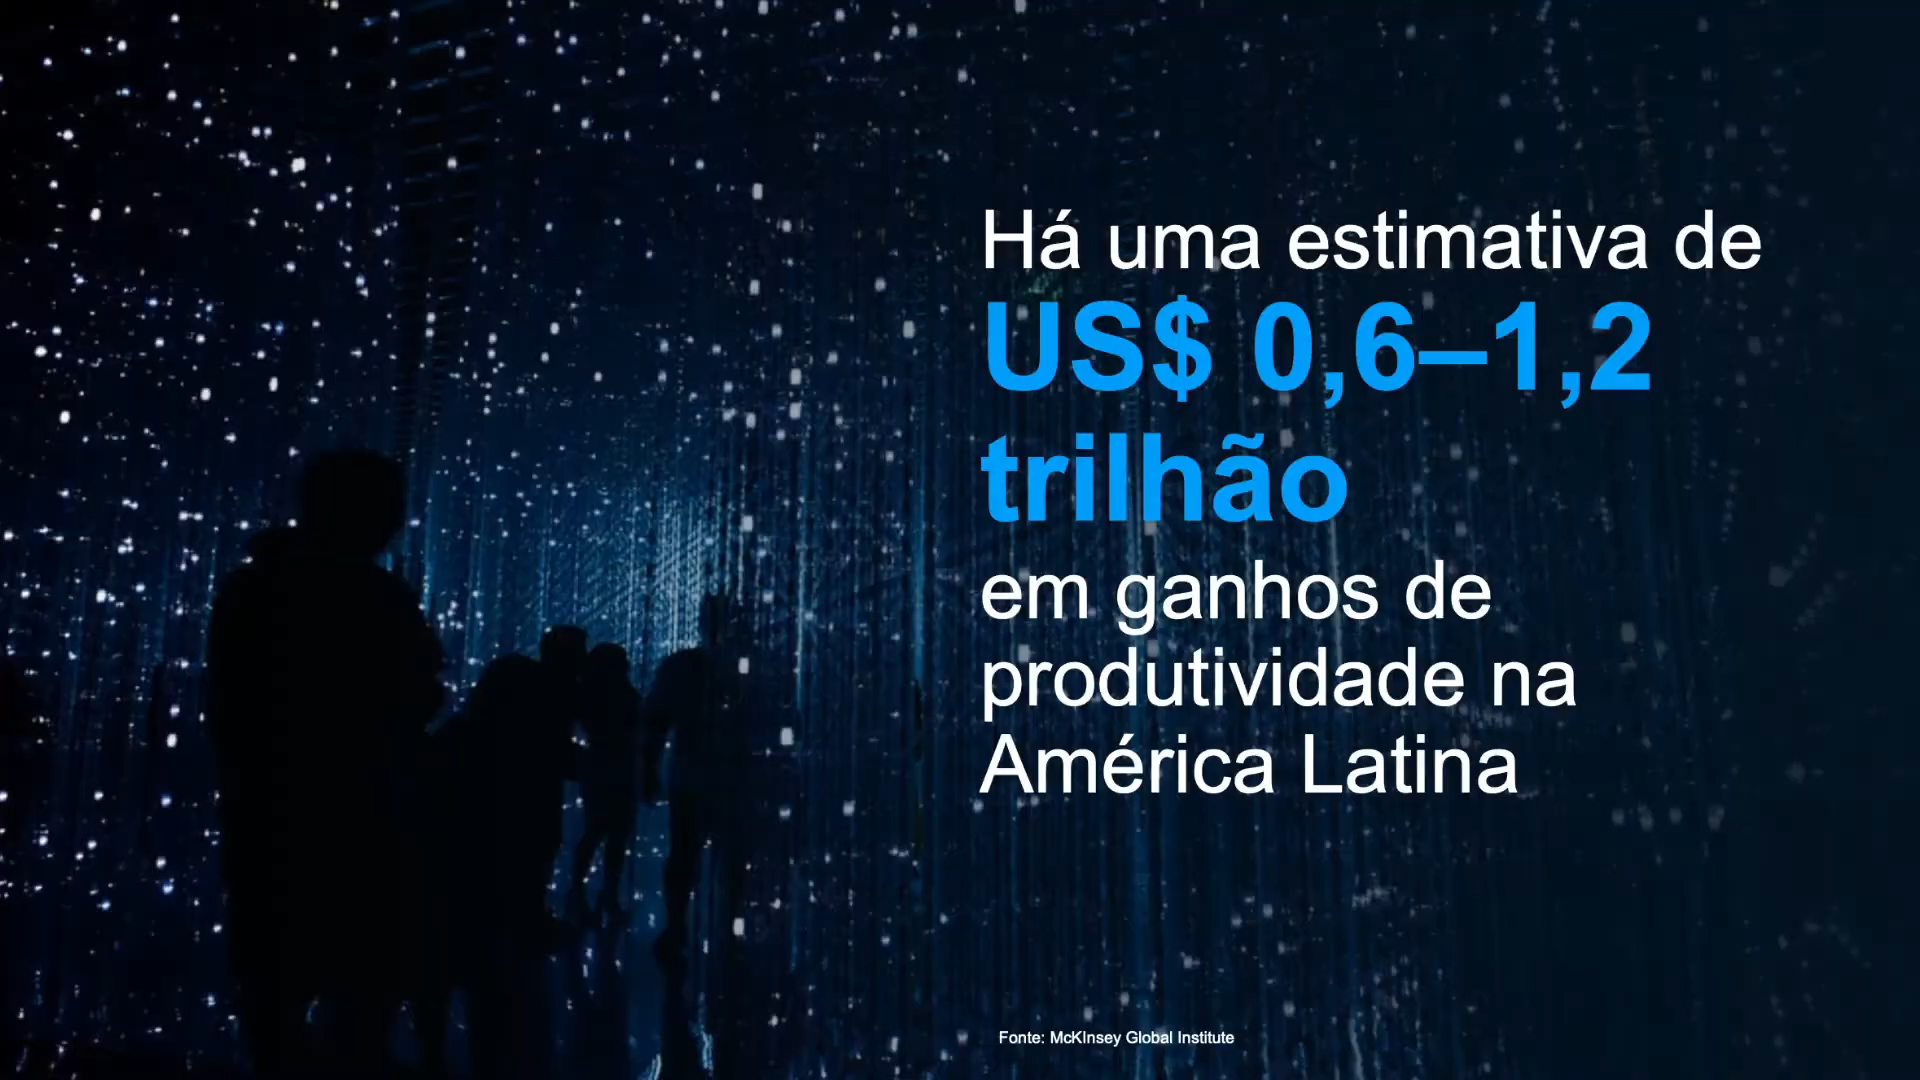 Há uma estimativa de
US$ 0,6–1,2
trilhão
em ganhos de
produtividade na
América Latina
Fonte: McKInsey Global Institute